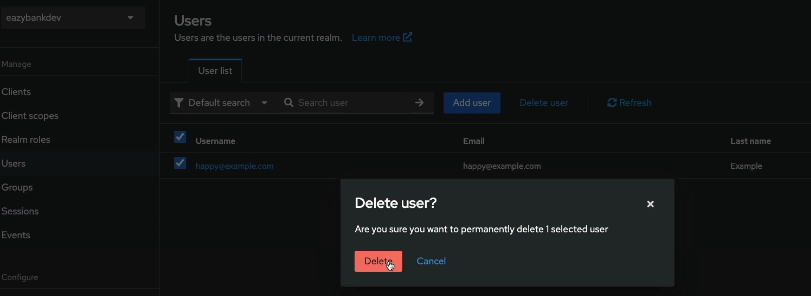 eazybankdev
Users
Users are the users in the current realm. Learn more
User list
Manage
Clients
Client scopes
Realm roles
Users
Groups
Sessions
Events
Configure
Default search Search user Add user Delete user Refresh
Username Email Last name
happy@example.com happy@example.com Example
Delete user?
Are you sure you want to permanently delete 1 selected user
Delete Cancel